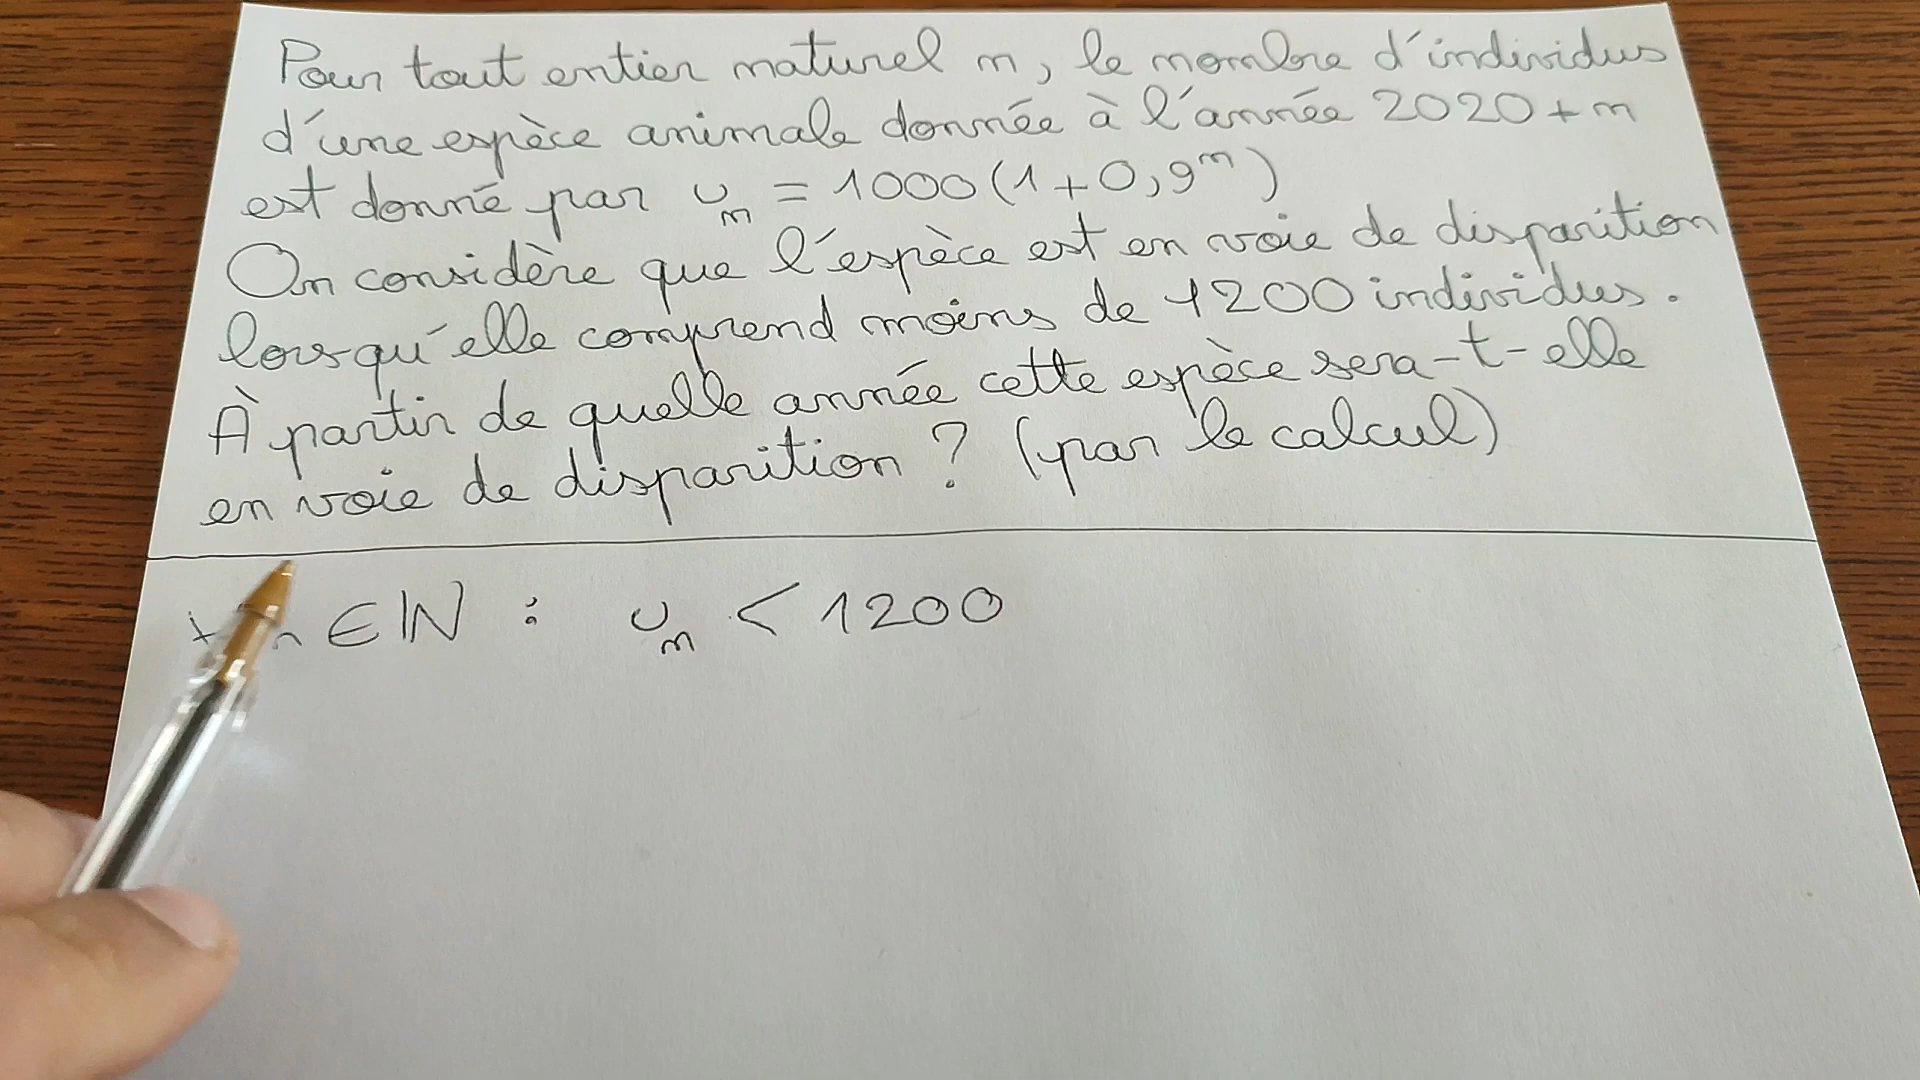 Pour tout entier naturel n, le nombre d'individus
d'une espèce animale donnée à l'année 2020 + n
est donné par uₙ = 1000(1+0,9ⁿ)
On considère que l'espèce est en voie de disparition
lorsqu'elle comprend moins de 1200 individus.
À partir de quelle année cette espèce sera-t-elle
en voie de disparition ? (par le calcul)
n ∈ ℕ : uₙ < 1200